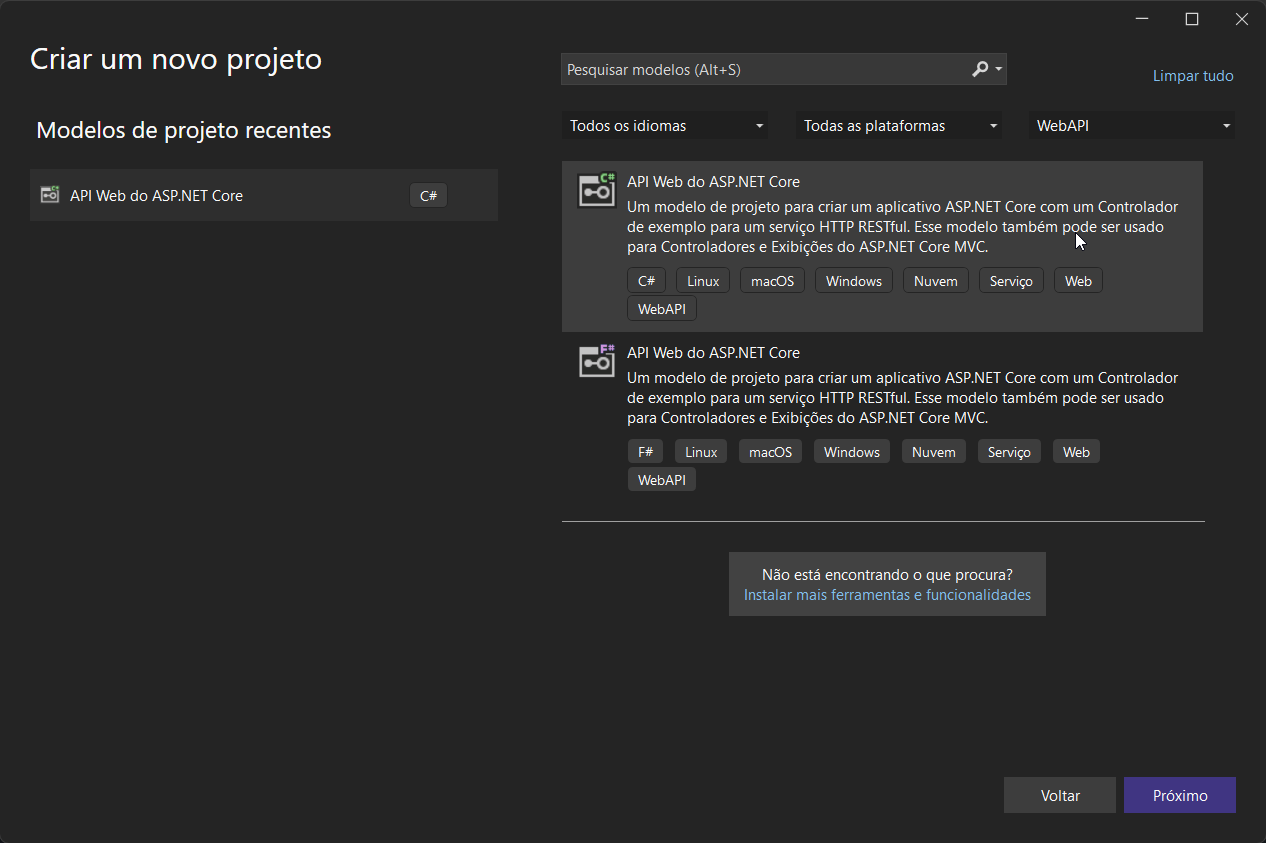 Criar um novo projeto
Modelos de projeto recentes
API Web do ASP.NET Core
C#
Pesquisar modelos (Alt+S)
Limpar tudo
Todos os idiomas
Todas as plataformas
WebAPI
C#
API Web do ASP.NET Core
Um modelo de projeto para criar um aplicativo ASP.NET Core com um Controlador
de exemplo para um serviço HTTP RESTful. Esse modelo também pode ser usado
para Controladores e Exibições do ASP.NET Core MVC.
C# Linux macOS Windows Nuvem Serviço Web
WebAPI
F#
API Web do ASP.NET Core
Um modelo de projeto para criar um aplicativo ASP.NET Core com um Controlador
de exemplo para um serviço HTTP RESTful. Esse modelo também pode ser usado
para Controladores e Exibições do ASP.NET Core MVC.
F# Linux macOS Windows Nuvem Serviço Web
WebAPI
Não está encontrando o que procura?
Instalar mais ferramentas e funcionalidades
Voltar
Próximo